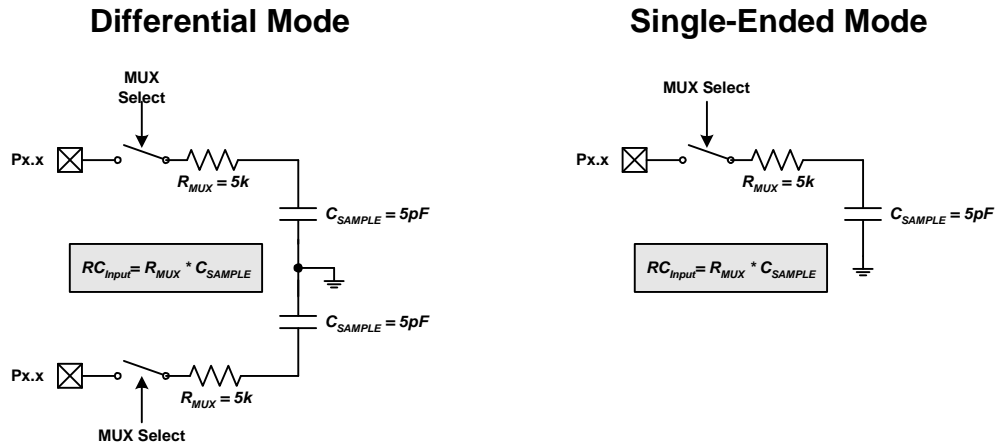 Differential Mode
MUX
Select
Px.x
R_MUX = 5k
C_SAMPLE = 5pF
RC_Input= R_MUX * C_SAMPLE
C_SAMPLE = 5pF
Px.x
R_MUX = 5k
MUX Select
Single-Ended Mode
MUX Select
Px.x
R_MUX = 5k
C_SAMPLE = 5pF
RC_Input= R_MUX * C_SAMPLE